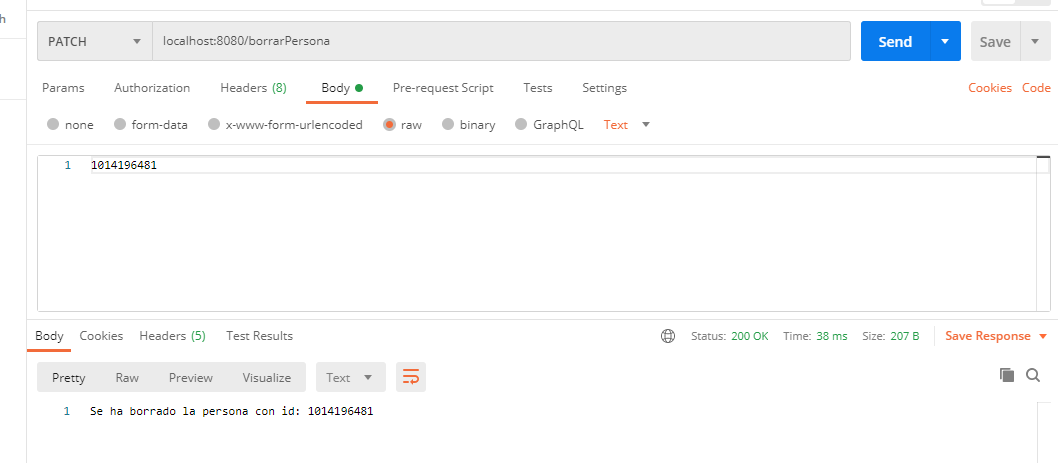 h
PATCH localhost:8080/borrarPersona Send Save
Params Authorization Headers (8) Body Pre-request Script Tests Settings Cookies Code
none form-data x-www-form-urlencoded raw binary GraphQL Text
1 1014196481
Body Cookies Headers (5) Test Results Status: 200 OK Time: 38 ms Size: 207 B Save Response
Pretty Raw Preview Visualize Text
1 Se ha borrado la persona con id: 1014196481